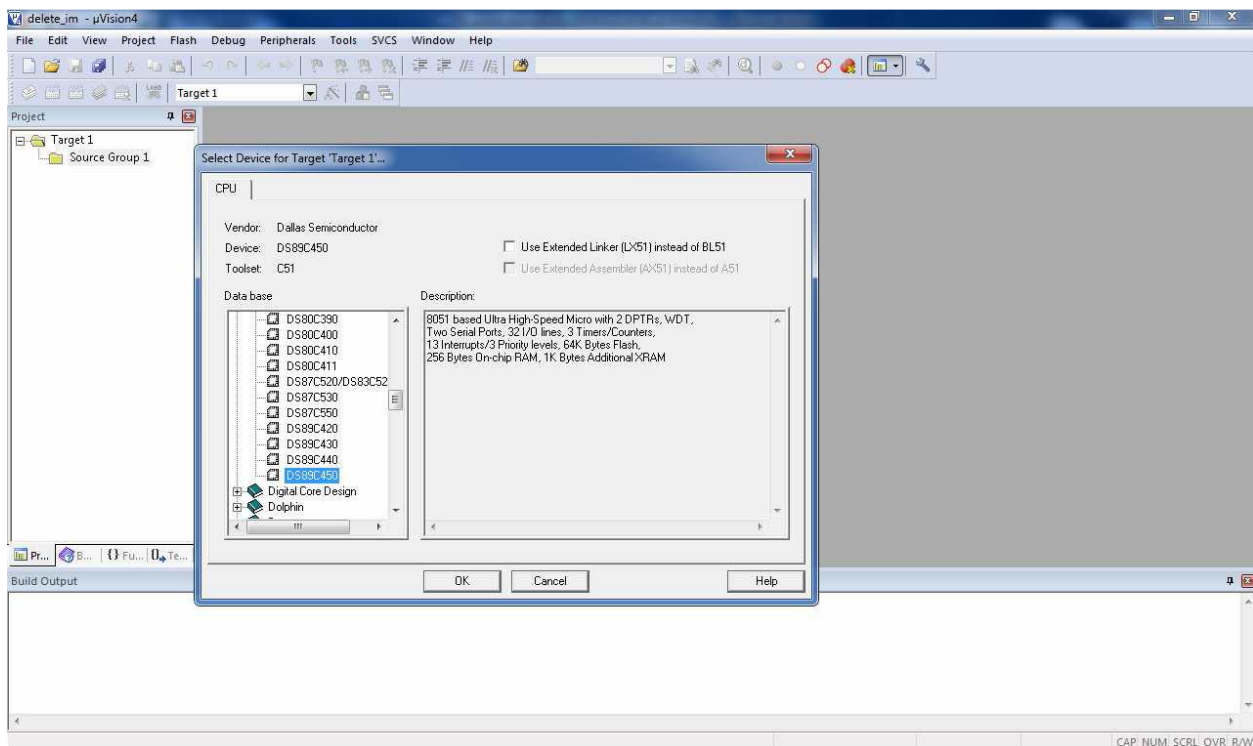 delete_im - µVision4
File Edit View Project Flash Debug Peripherals Tools SVCS Window Help
Target 1
Project
Target 1
Source Group 1
Select Device for Target 'Target 1'...
CPU
Vendor: Dallas Semiconductor
Device: DS89C450
Use Extended Linker (LX51) instead of BL51
Toolset: C51
Use Extended Assembler (AX51) instead of A51
Data base
Description:
DS80C390
DS80C400
DS80C410
DS80C411
DS87C520/DS83C52
DS87C530
DS87C550
DS89C420
DS89C430
DS89C440
DS89C450
Digital Core Design
Dolphin
8051 based Ultra High-Speed Micro with 2 DPTRs, WDT,
Two Serial Ports, 32 I/O lines, 3 Timers/Counters,
13 Interrupts/3 Priority levels, 64K Bytes Flash,
256 Bytes On-chip RAM, 1K Bytes Additional XRAM
OK Cancel Help
Pr... B... {} Fu... 0 Te...
Build Output
CAP NUM SCRL OVR R/W